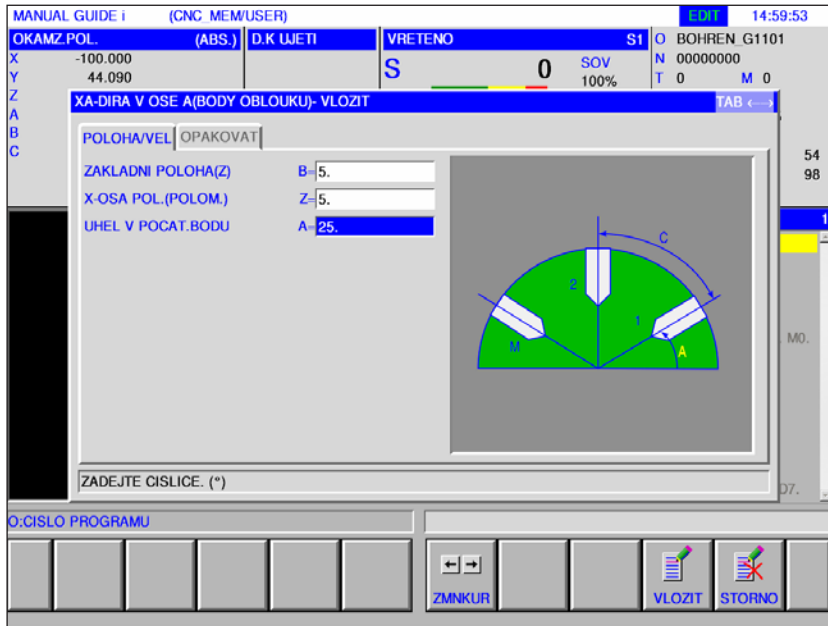 MANUAL GUIDE i (CNC_MEM/USER) EDIT 14:59:53
OKAMZ.POL. (ABS.) D.K UJETI VRETENO S1 O BOHREN_G1101
X -100.000 S 0 SOV 100% N 00000000
Y 44.090 T 0 M 0
Z
A
B
C
54
98
XA-DIRA V OSE A(BODY OBLOUKU)- VLOZIT TAB ←→
POLOHA/VEL OPAKOVAT
ZAKLADNI POLOHA(Z) B=5.
X-OSA POL.(POLOM.) Z=5.
UHEL V POCAT.BODU A=25.
C
2
1
M
A
1
M0.
D7.
ZADEJTE CISLICE. (°)
O:CISLO PROGRAMU
←→
ZMNKUR VLOZIT STORNO